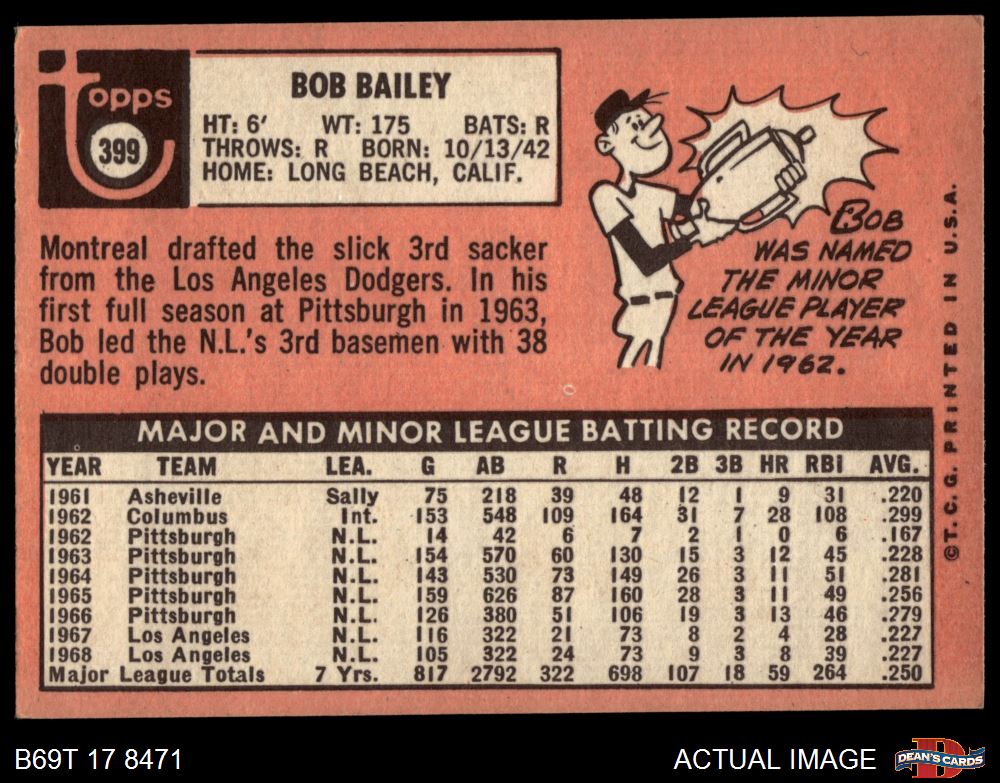 topps
399
BOB BAILEY
HT: 6' WT: 175 BATS: R
THROWS: R BORN: 10/13/42
HOME: LONG BEACH, CALIF.
Montreal drafted the slick 3rd sacker
from the Los Angeles Dodgers. In his
first full season at Pittsburgh in 1963,
Bob led the N.L.'s 3rd basemen with 38
double plays.
BOB
WAS NAMED
THE MINOR
LEAGUE PLAYER
OF THE YEAR
IN 1962.
©T.C.G. PRINTED IN U.S.A.
MAJOR AND MINOR LEAGUE BATTING RECORD
YEAR TEAM LEA. G AB R H 2B 3B HR RBI AVG.
1961 Asheville Sally 75 218 39 48 12 1 9 31 .220
1962 Columbus Int. 153 548 109 164 31 7 28 108 .299
1962 Pittsburgh N.L. 14 42 6 7 2 1 0 6 .167
1963 Pittsburgh N.L. 154 570 60 130 15 3 12 45 .228
1964 Pittsburgh N.L. 143 530 73 149 26 3 11 51 .281
1965 Pittsburgh N.L. 159 626 87 160 28 3 11 49 .256
1966 Pittsburgh N.L. 126 380 51 106 19 3 13 46 .279
1967 Los Angeles N.L. 116 322 21 73 8 2 4 28 .227
1968 Los Angeles N.L. 105 322 24 73 9 3 8 39 .227
Major League Totals 7 Yrs. 817 2792 322 698 107 18 59 264 .250
B69T 17 8471
ACTUAL IMAGE
D
DEAN'S CARDS